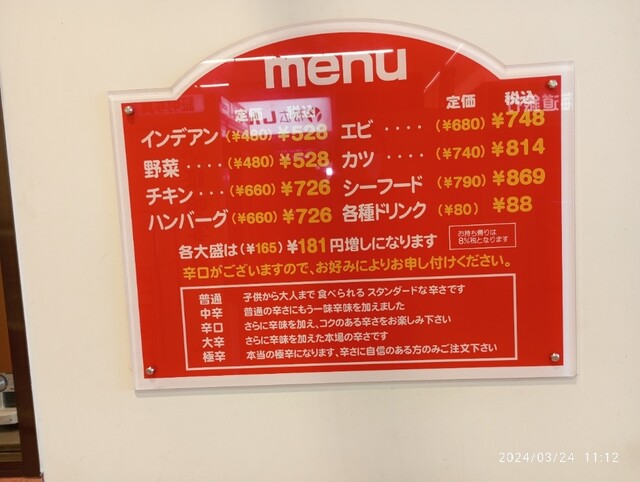 menu
定価 税込
インデアン (¥480) ¥528
野菜 ···· (¥480) ¥528
チキン ··· (¥660) ¥726
ハンバーグ (¥660) ¥726
定価 税込
エビ ···· (¥680) ¥748
カツ ···· (¥740) ¥814
シーフード (¥790) ¥869
各種ドリンク (¥80) ¥88
各大盛は(¥165) ¥181円増しになります
お持ち帰りは
8%税となります
辛口がございますので、お好みによりお申し付けください。
普通 子供から大人まで 食べられる スタンダードな辛さです
中辛 普通の辛さにもう一味辛味を加えました
辛口 さらに辛味を加え、コクのある辛さをお楽しみ下さい
大辛 さらに辛味を加えた本場の辛さです
極辛 本当の極辛になります、辛さに自信のある方のみご注文下さい
2024/03/24 11:12